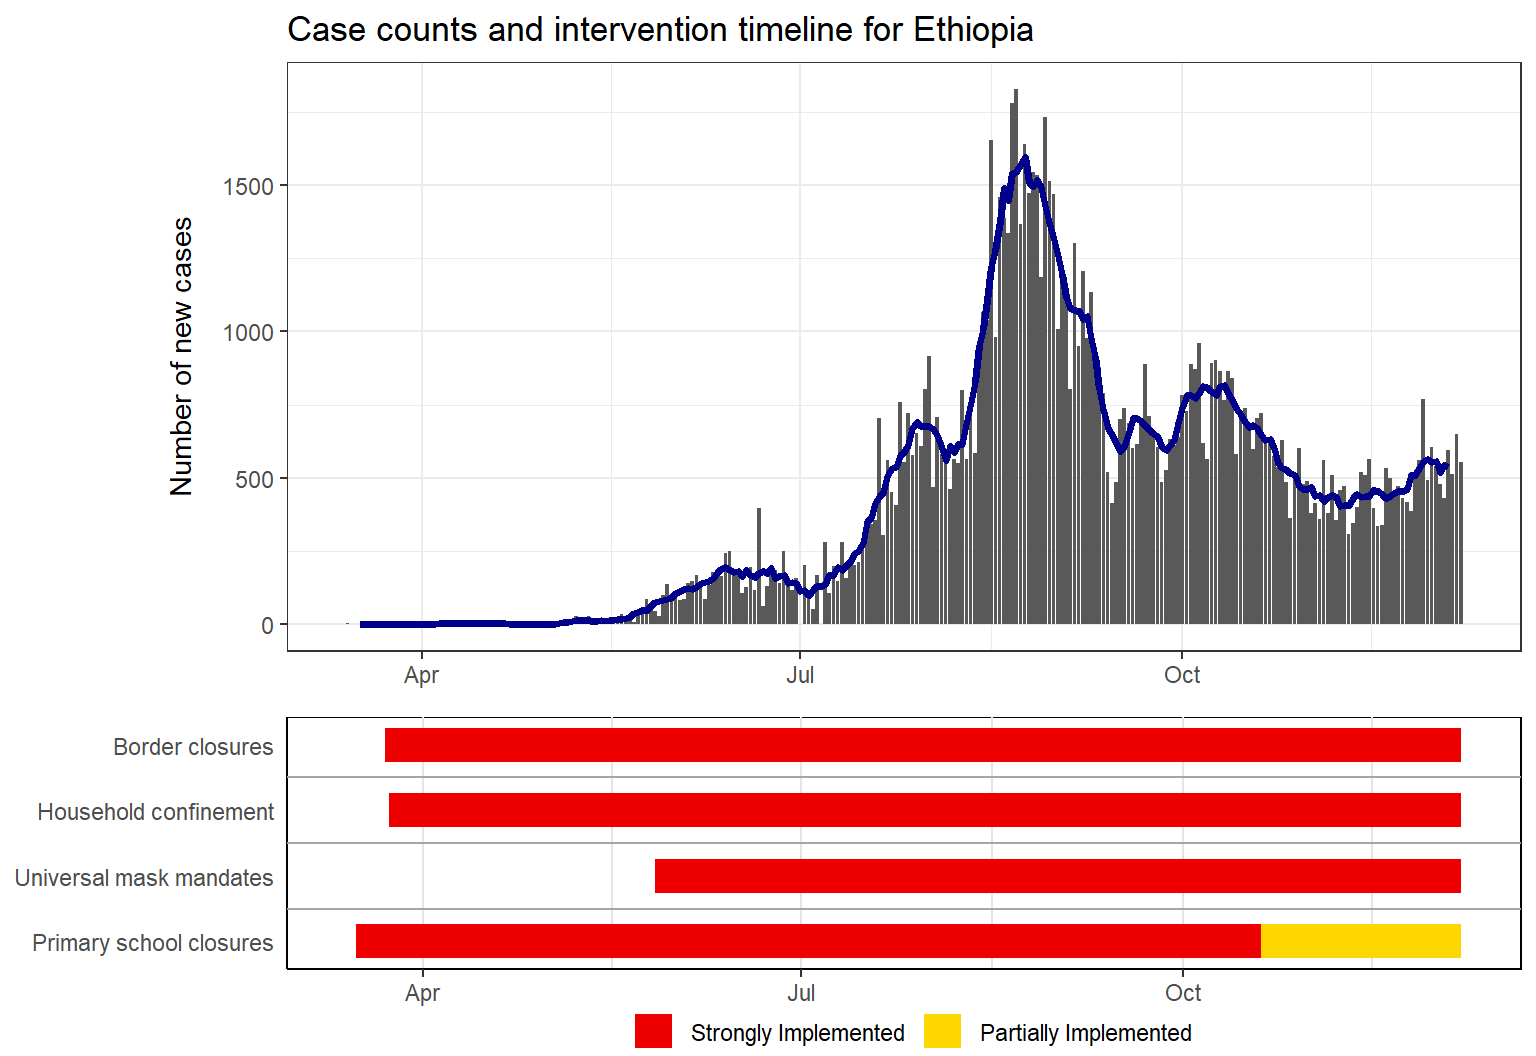 Case counts and intervention timeline for Ethiopia
Number of new cases
1500
1000
500
0
Apr Jul Oct
Border closures
Household confinement
Universal mask mandates
Primary school closures
Apr Jul Oct
Strongly Implemented Partially Implemented